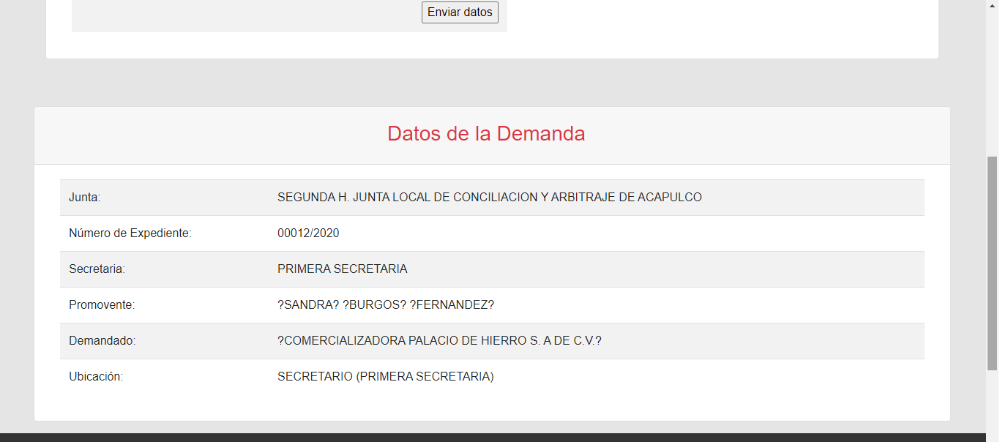 Enviar datos
Datos de la Demanda
Junta: SEGUNDA H. JUNTA LOCAL DE CONCILIACION Y ARBITRAJE DE ACAPULCO
Número de Expediente: 00012/2020
Secretaria: PRIMERA SECRETARIA
Promovente: ?SANDRA? ?BURGOS? ?FERNANDEZ?
Demandado: ?COMERCIALIZADORA PALACIO DE HIERRO S. A DE C.V.?
Ubicación: SECRETARIO (PRIMERA SECRETARIA)